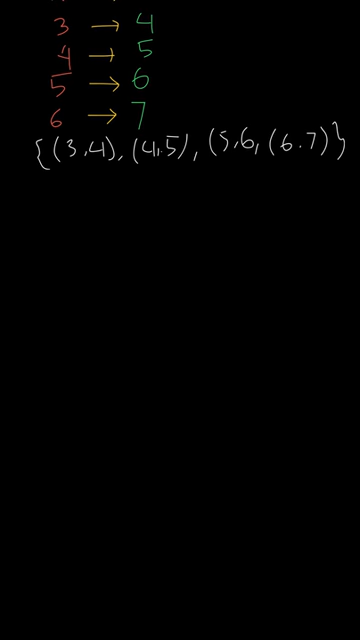 3 → 4
4 → 5
5 → 6
6 → 7
{(3,4), (4,5), (5,6, (6.7)}